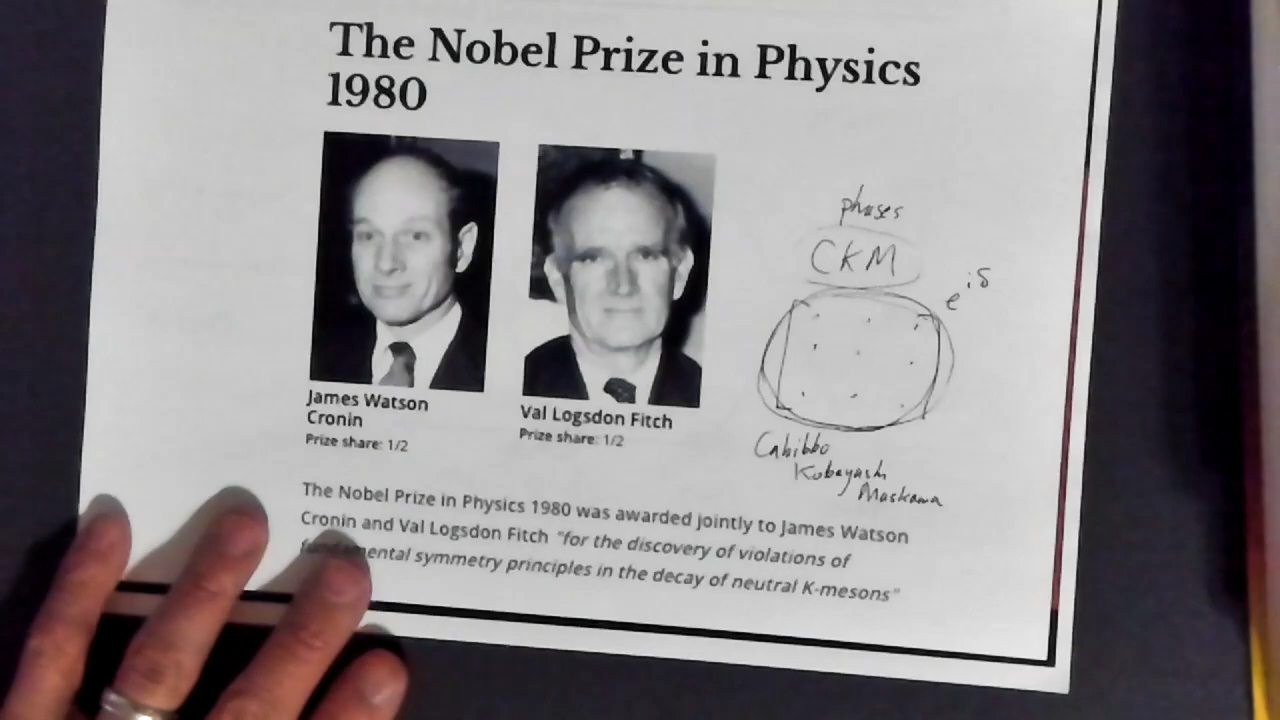 The Nobel Prize in Physics
1980
phases
CKM
e^iδ
James Watson
Cronin
Prize share: 1/2
Val Logsdon Fitch
Prize share: 1/2
Cabibbo
Kobayash
Maskawa
The Nobel Prize in Physics 1980 was awarded jointly to James Watson
Cronin and Val Logsdon Fitch "for the discovery of violations of
fundamental symmetry principles in the decay of neutral K-mesons"